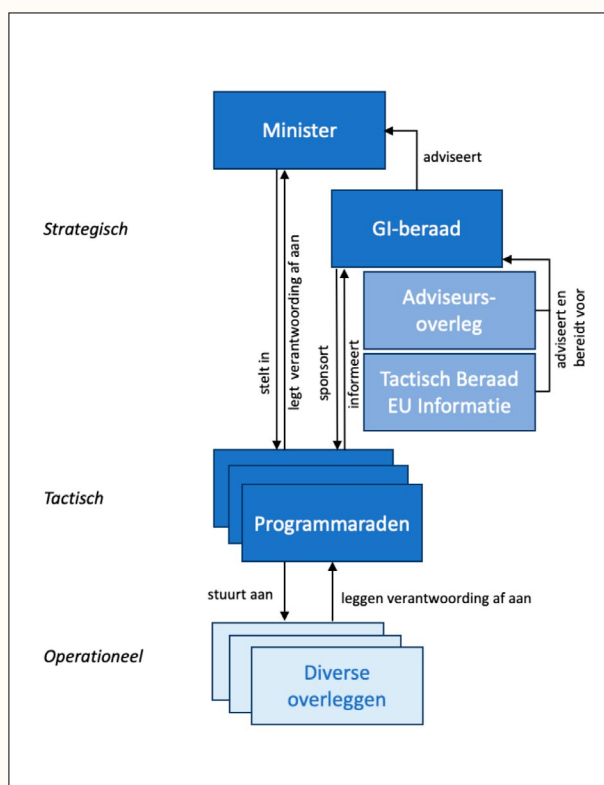 Minister
adviseert
Strategisch
GI-beraad
Adviseurs-
overleg
Tactisch Beraad
EU Informatie
adviseert en
bereidt voor
stelt in
legt verantwoording af aan
sponsort
informeert
Tactisch
Programmaraden
stuurt aan
leggen verantwoording af aan
Operationeel
Diverse
overleggen